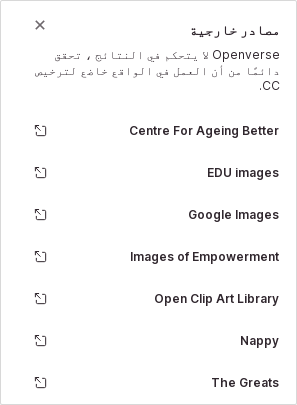 مصادر خارجية
Openverse لا يتحكم في النتائج ، تحقق
دائمًا من أن العمل في الواقع خاضع لترخيص
CC.
Centre For Ageing Better
EDU images
Google Images
Images of Empowerment
Open Clip Art Library
Nappy
The Greats